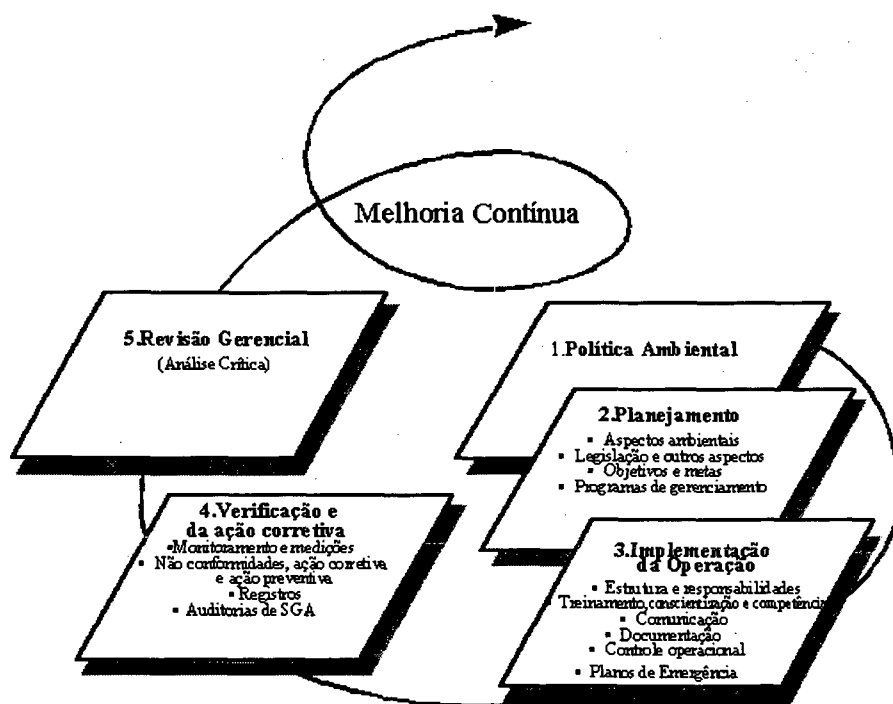 Melhoria Contínua
5.Revisão Gerencial
(Análise Crítica)
1.Política Ambiental
2.Planejamento
▪ Aspectos ambientais
▪ Legislação e outros aspectos
▪ Objetivos e metas
▪ Programas de gerenciamento
3.Implementação
da Operação
▪ Estrutura e responsabilidades
Treinamento, conscientização e competência
▪ Comunicação
▪ Documentação
▪ Controle operacional
▪ Planos de Emergência
4.Verificação e
da ação corretiva
▪Monitoramento e medições
▪ Não conformidades, ação corretiva
e ação preventiva
▪ Registros
▪ Auditorias de SGA